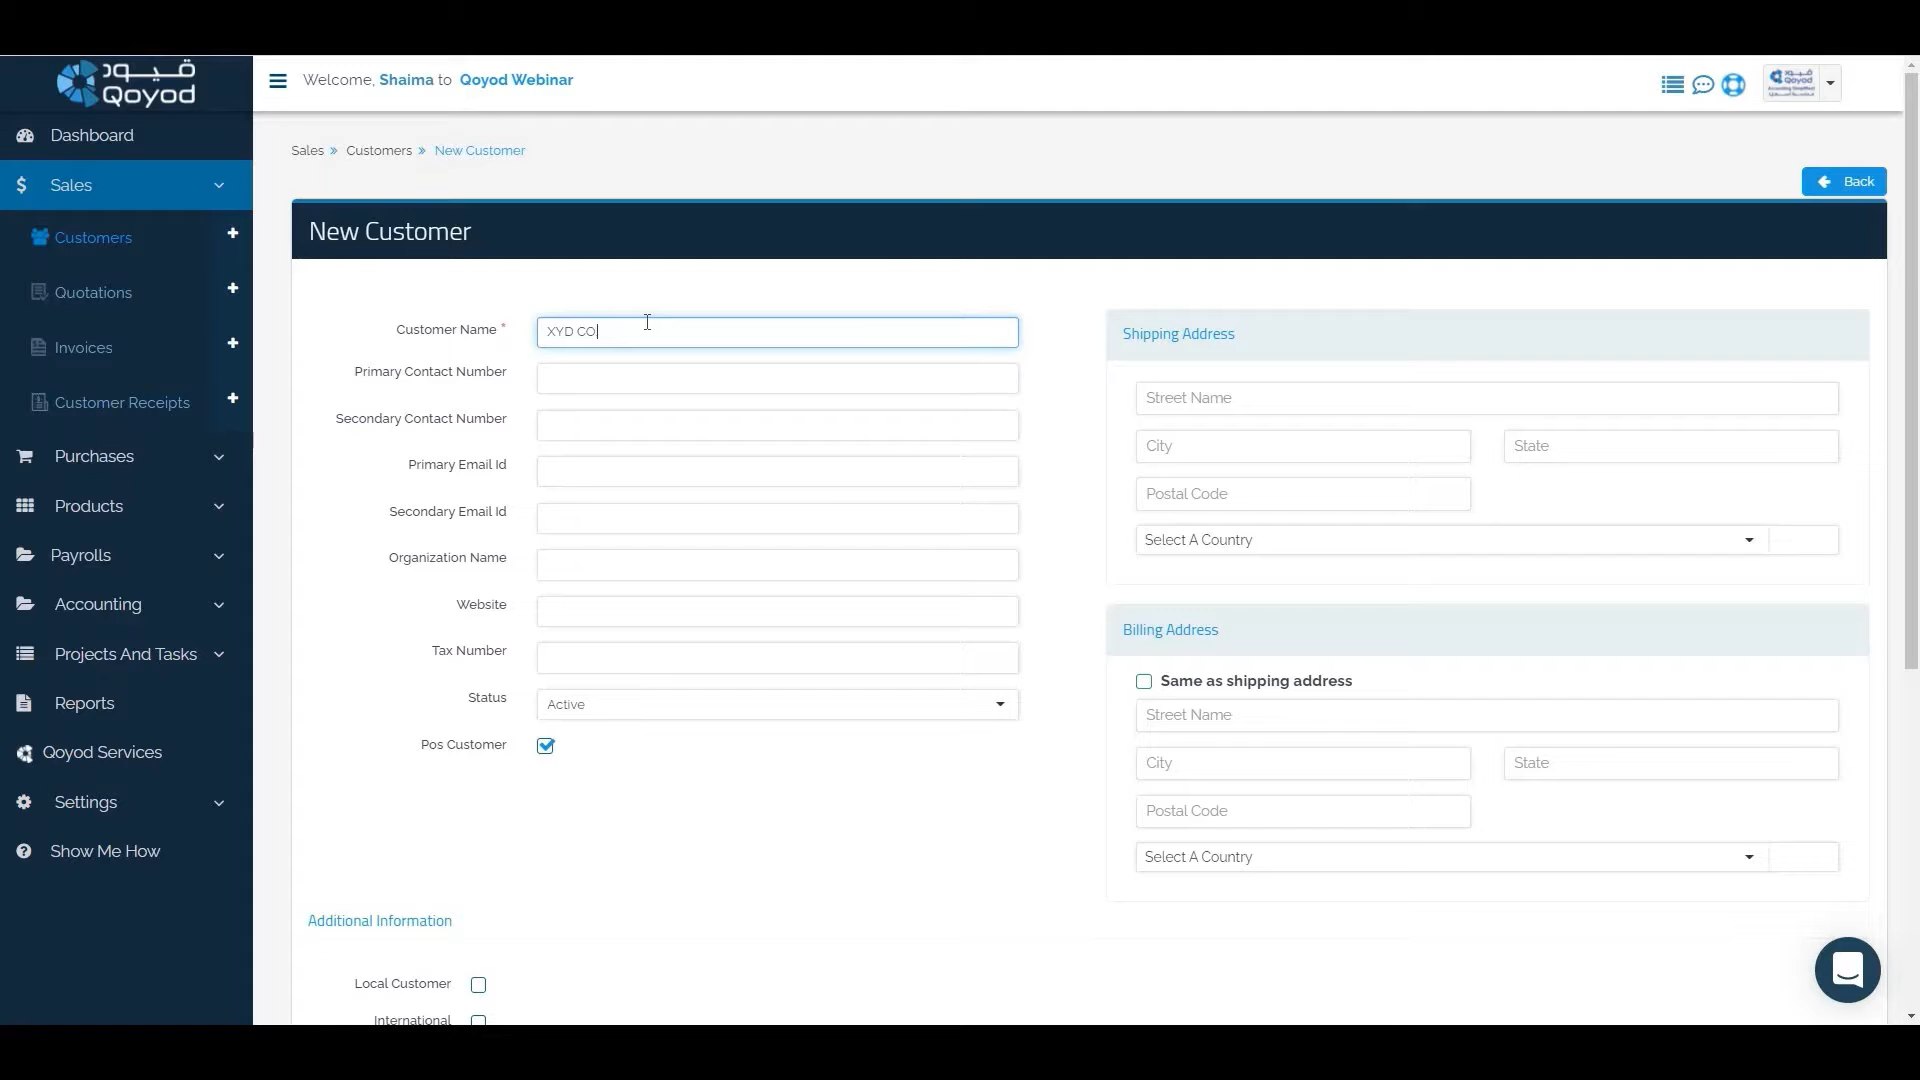 قيود
Qoyod
Welcome, Shaima to Qoyod Webinar
Dashboard
Sales
Customers
Quotations
Invoices
Customer Receipts
Purchases
Products
Payrolls
Accounting
Projects And Tasks
Reports
Qoyod Services
Settings
Show Me How
Sales » Customers » New Customer
Back
New Customer
Customer Name *
XYD CO
Primary Contact Number
Secondary Contact Number
Primary Email Id
Secondary Email Id
Organization Name
Website
Tax Number
Status
Active
Pos Customer
Shipping Address
Street Name
City
State
Postal Code
Select A Country
Billing Address
Same as shipping address
Street Name
City
State
Postal Code
Select A Country
Additional Information
Local Customer
International